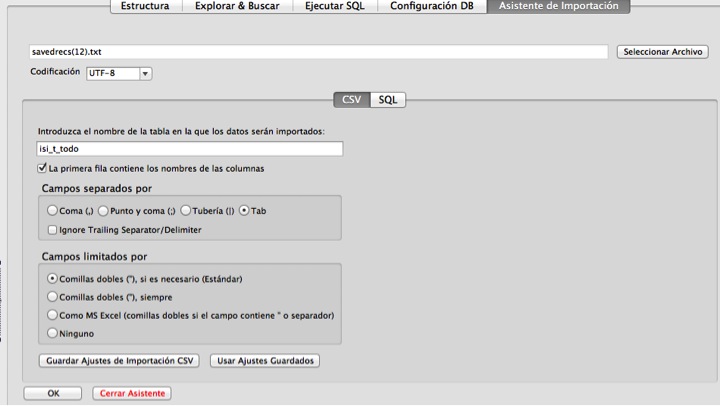 Estructura Explorar & Buscar Ejecutar SQL Configuración DB Asistente de Importación
savedrecs(12).txt Seleccionar Archivo
Codificación UTF-8
CSV SQL
Introduzca el nombre de la tabla en la que los datos serán importados:
isi_t_todo
La primera fila contiene los nombres de las columnas
Campos separados por
Coma (,) Punto y coma (;) Tubería (|) Tab
Ignore Trailing Separator/Delimiter
Campos limitados por
Comillas dobles ("), si es necesario (Estándar)
Comillas dobles ("), siempre
Como MS Excel (comillas dobles si el campo contiene " o separador)
Ninguno
Guardar Ajustes de Importación CSV Usar Ajustes Guardados
OK Cerrar Asistente